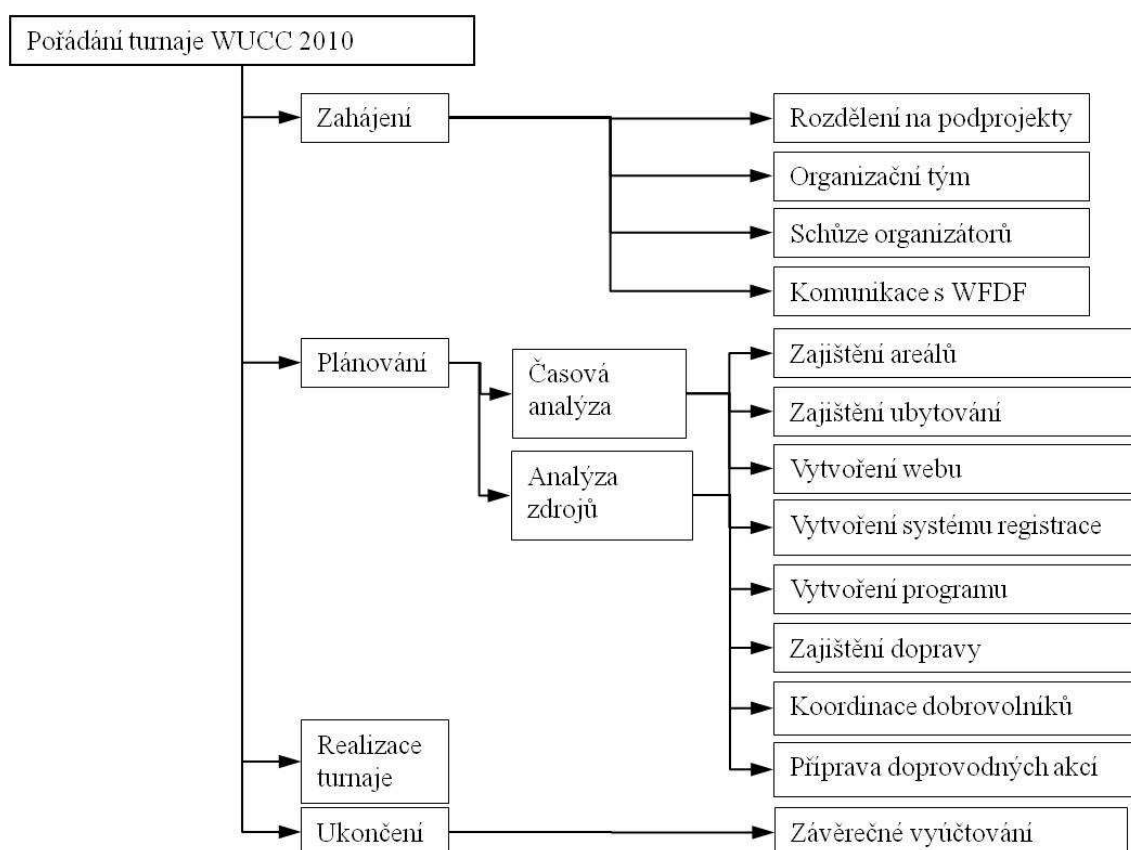 Pořádání turnaje WUCC 2010
Zahájení
Rozdělení na podprojekty
Organizační tým
Schůze organizátorů
Komunikace s WFDF
Plánování
Časová
analýza
Analýza
zdrojů
Zajištění areálů
Zajištění ubytování
Vytvoření webu
Vytvoření systému registrace
Vytvoření programu
Zajištění dopravy
Koordinace dobrovolníků
Příprava doprovodných akcí
Realizace
turnaje
Ukončení
Závěrečné vyúčtování